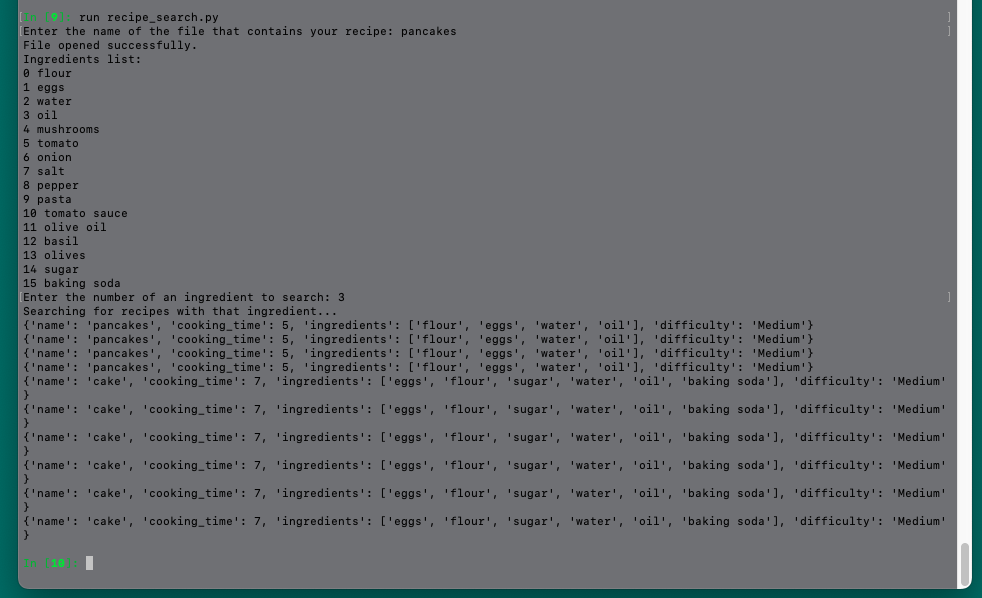 [9]: run recipe_search.py
Enter the name of the file that contains your recipe: pancakes
File opened successfully.
Ingredients list:
0 flour
1 eggs
2 water
3 oil
4 mushrooms
5 tomato
6 onion
7 salt
8 pepper
9 pasta
10 tomato sauce
11 olive oil
12 basil
13 olives
14 sugar
15 baking soda
Enter the number of an ingredient to search: 3
Searching for recipes with that ingredient...
{'name': 'pancakes', 'cooking_time': 5, 'ingredients': ['flour', 'eggs', 'water', 'oil'], 'difficulty': 'Medium'}
{'name': 'pancakes', 'cooking_time': 5, 'ingredients': ['flour', 'eggs', 'water', 'oil'], 'difficulty': 'Medium'}
{'name': 'pancakes', 'cooking_time': 5, 'ingredients': ['flour', 'eggs', 'water', 'oil'], 'difficulty': 'Medium'}
{'name': 'pancakes', 'cooking_time': 5, 'ingredients': ['flour', 'eggs', 'water', 'oil'], 'difficulty': 'Medium'}
{'name': 'cake', 'cooking_time': 7, 'ingredients': ['eggs', 'flour', 'sugar', 'water', 'oil', 'baking soda'], 'difficulty': 'Medium'
}
{'name': 'cake', 'cooking_time': 7, 'ingredients': ['eggs', 'flour', 'sugar', 'water', 'oil', 'baking soda'], 'difficulty': 'Medium'
}
{'name': 'cake', 'cooking_time': 7, 'ingredients': ['eggs', 'flour', 'sugar', 'water', 'oil', 'baking soda'], 'difficulty': 'Medium'
}
{'name': 'cake', 'cooking_time': 7, 'ingredients': ['eggs', 'flour', 'sugar', 'water', 'oil', 'baking soda'], 'difficulty': 'Medium'
}
{'name': 'cake', 'cooking_time': 7, 'ingredients': ['eggs', 'flour', 'sugar', 'water', 'oil', 'baking soda'], 'difficulty': 'Medium'
}
{'name': 'cake', 'cooking_time': 7, 'ingredients': ['eggs', 'flour', 'sugar', 'water', 'oil', 'baking soda'], 'difficulty': 'Medium'
}
[10]: